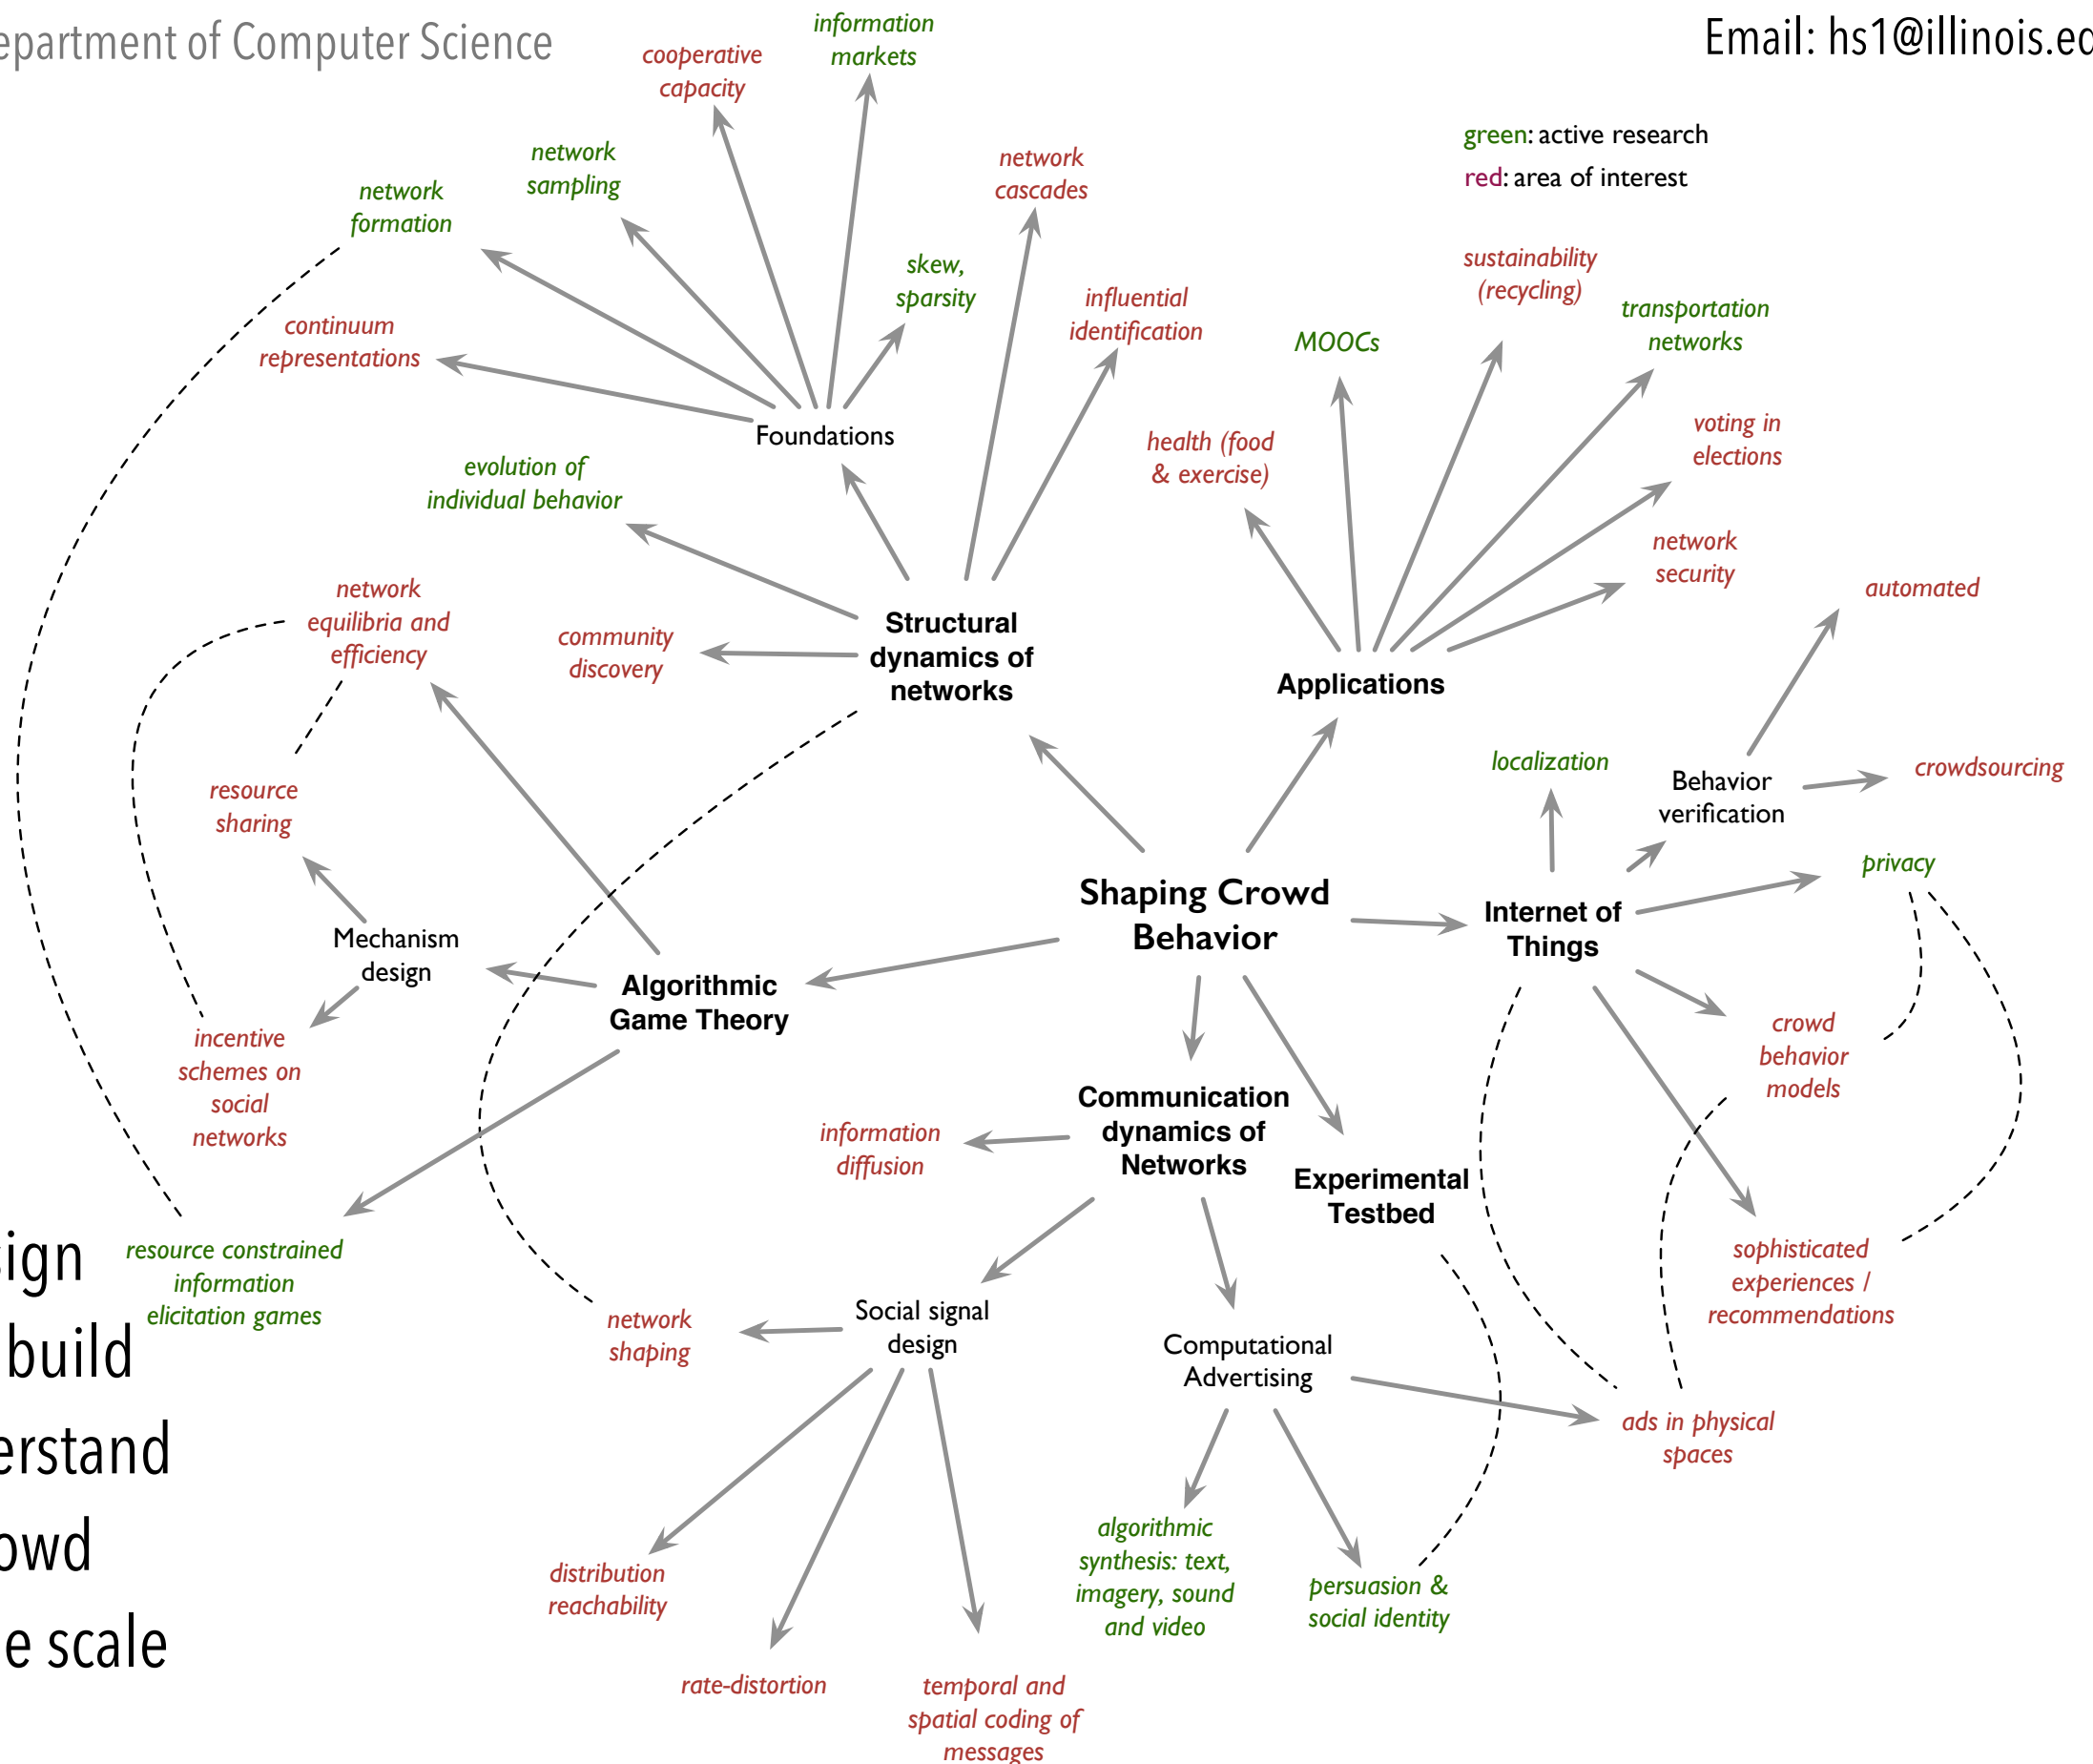 epartment of Computer Science
Email: hs1@illinois.ed
information
markets
cooperative
capacity
green: active research
red: area of interest
network
sampling
network
cascades
network
formation
skew,
sparsity
sustainability
(recycling)
influential
identification
transportation
networks
continuum
representations
MOOCs
Foundations
voting in
elections
health (food
& exercise)
evolution of
individual behavior
network
security
automated
network
equilibria and
efficiency
Structural
dynamics of
networks
community
discovery
Applications
localization
Behavior
verification
crowdsourcing
resource
sharing
privacy
Shaping Crowd
Behavior
Internet of
Things
Mechanism
design
Algorithmic
Game Theory
crowd
behavior
models
incentive
schemes on
social
networks
Communication
dynamics of
Networks
information
diffusion
Experimental
Testbed
resource constrained
information
elicitation games
sophisticated
experiences /
recommendations
Social signal
design
network
shaping
Computational
Advertising
ads in physical
spaces
algorithmic
synthesis: text,
imagery, sound
and video
persuasion &
social identity
distribution
reachability
rate-distortion
temporal and
spatial coding of
messages
ign
build
erstand
owd
e scale